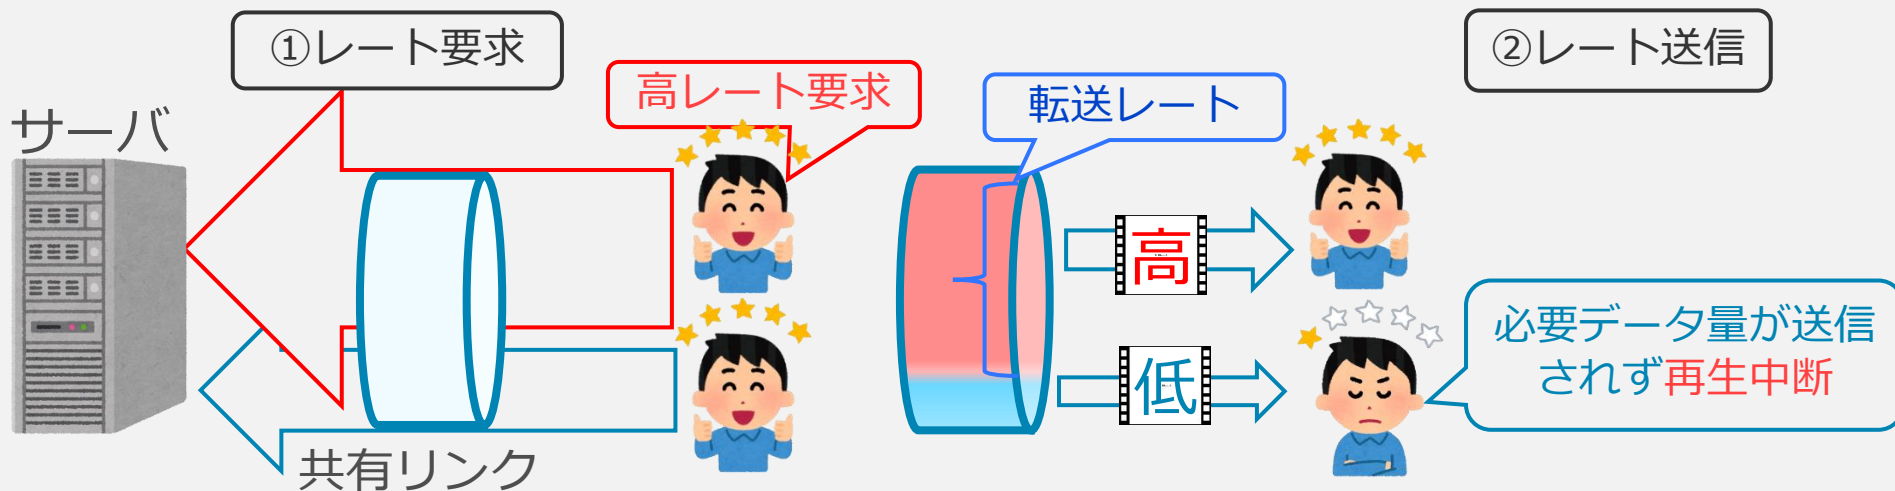 ①レート要求
②レート送信
高レート要求
転送レート
サーバ
高
低
必要データ量が送信
されず再生中断
共有リンク